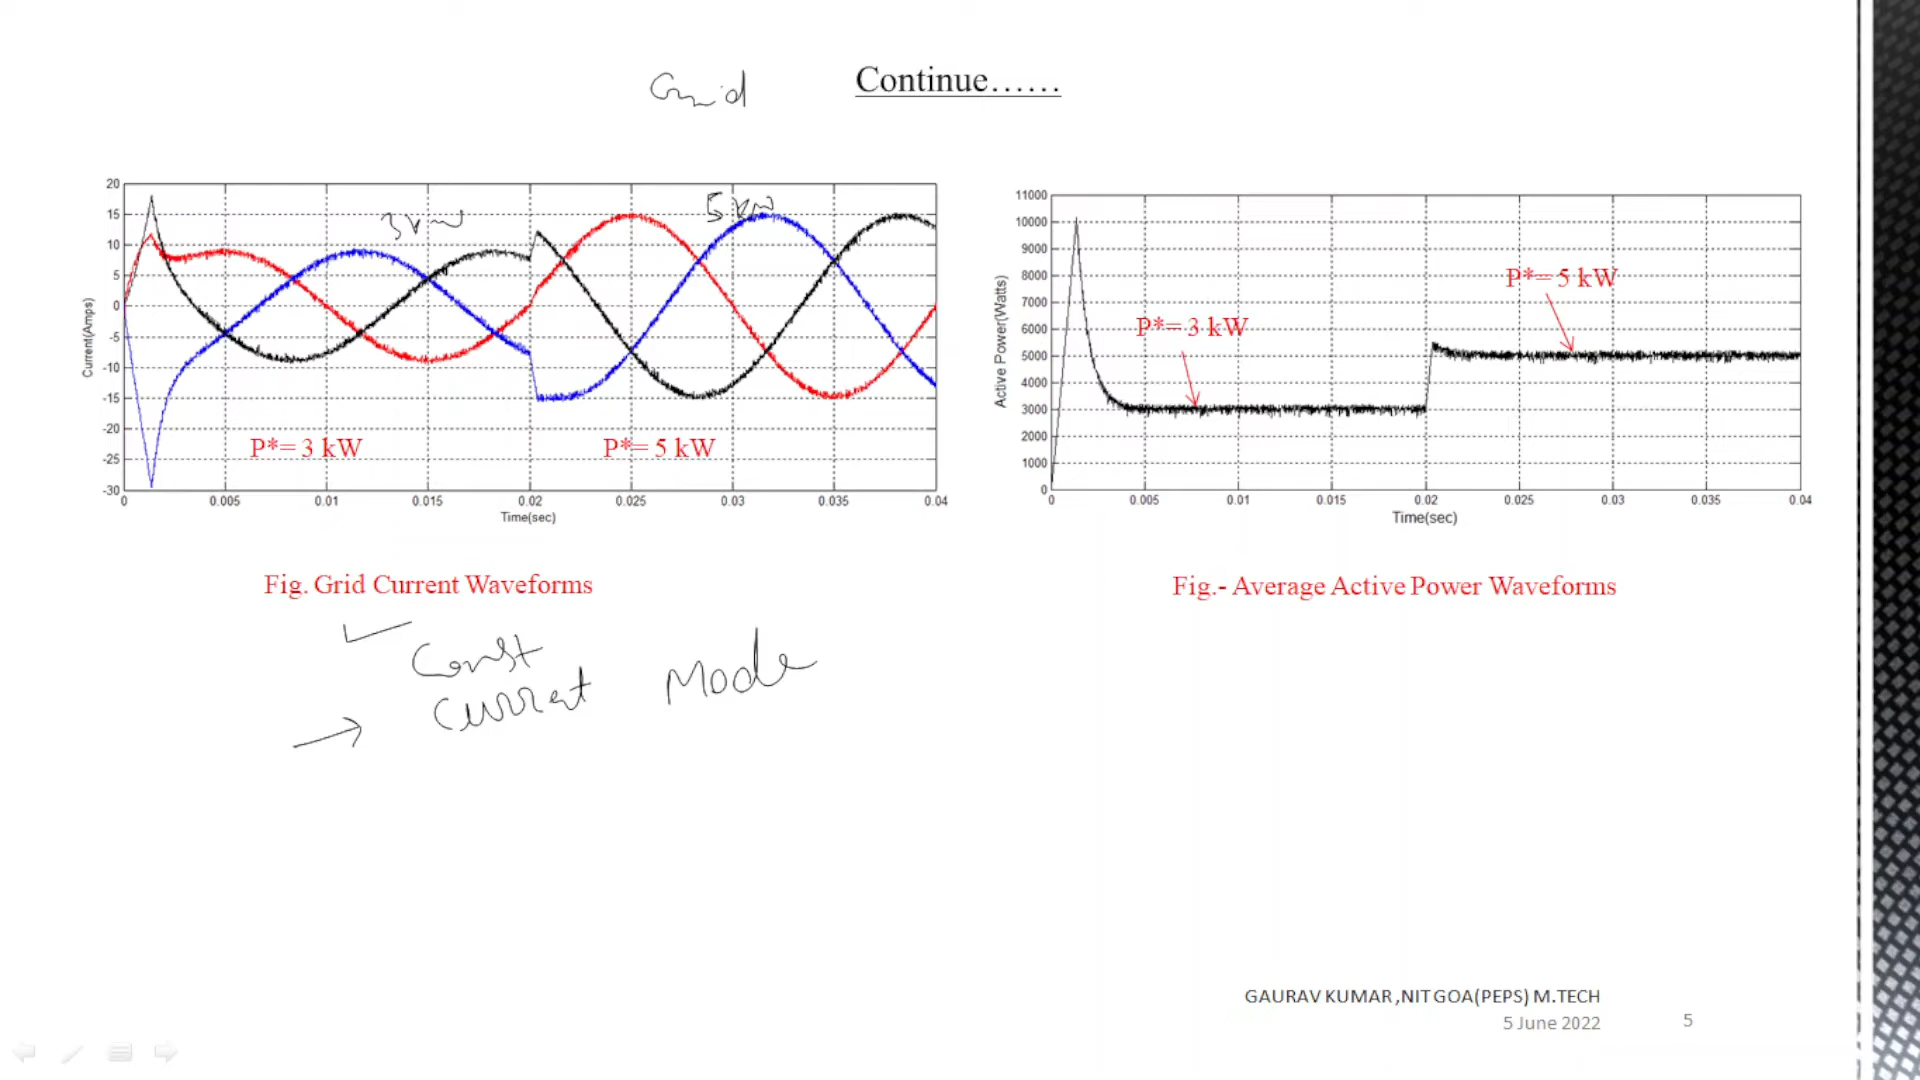 Grid
Continue......
20
15
10
5
0
-5
-10
-15
-20
-25
-30
Current(Amps)
3 kw
5 kw
P*= 3 kW
P*= 5 kW
0 0.005 0.01 0.015 0.02 0.025 0.03 0.035 0.04
Time(sec)
11000
10000
9000
8000
7000
6000
5000
4000
3000
2000
1000
0
Active Power(Watts)
P*= 3 kW
P*= 5 kW
0 0.005 0.01 0.015 0.02 0.025 0.03 0.035 0.04
Time(sec)
Fig. Grid Current Waveforms
Fig.- Average Active Power Waveforms
Const
Current Mode
GAURAV KUMAR ,NIT GOA(PEPS) M.TECH
5 June 2022
5